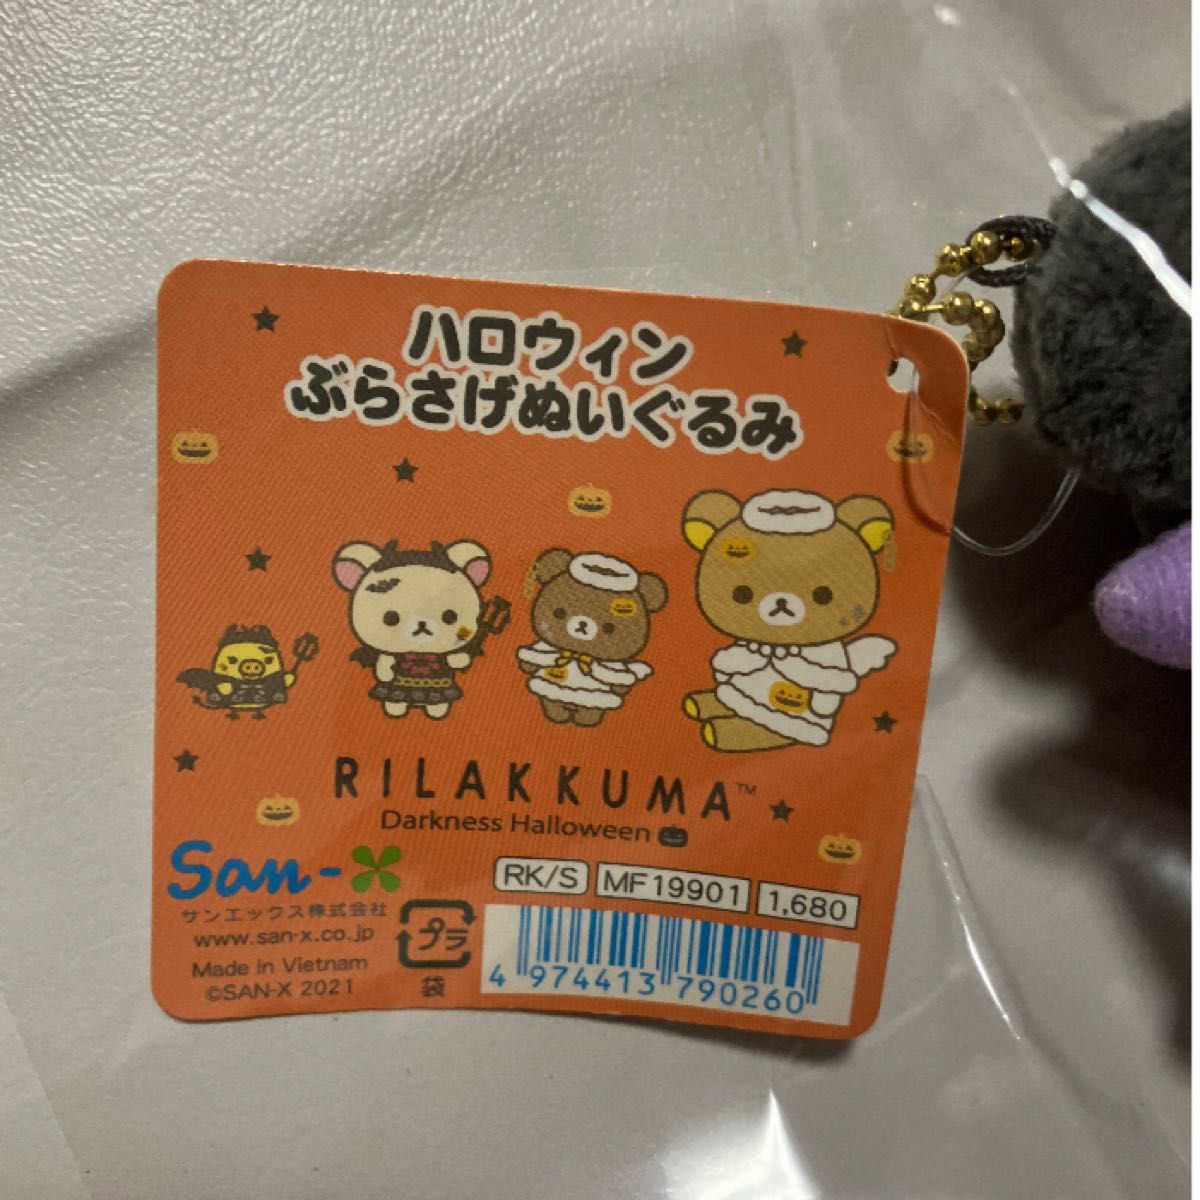 ハロウィン
ぶらさげぬいぐるみ
RILAKKUMA™
Darkness Halloween
San-X
サンエックス株式会社
www.san-x.co.jp
Made in Vietnam
©SAN-X 2021
プラ
袋
RK/S MF19901 1,680
4 974413 790260